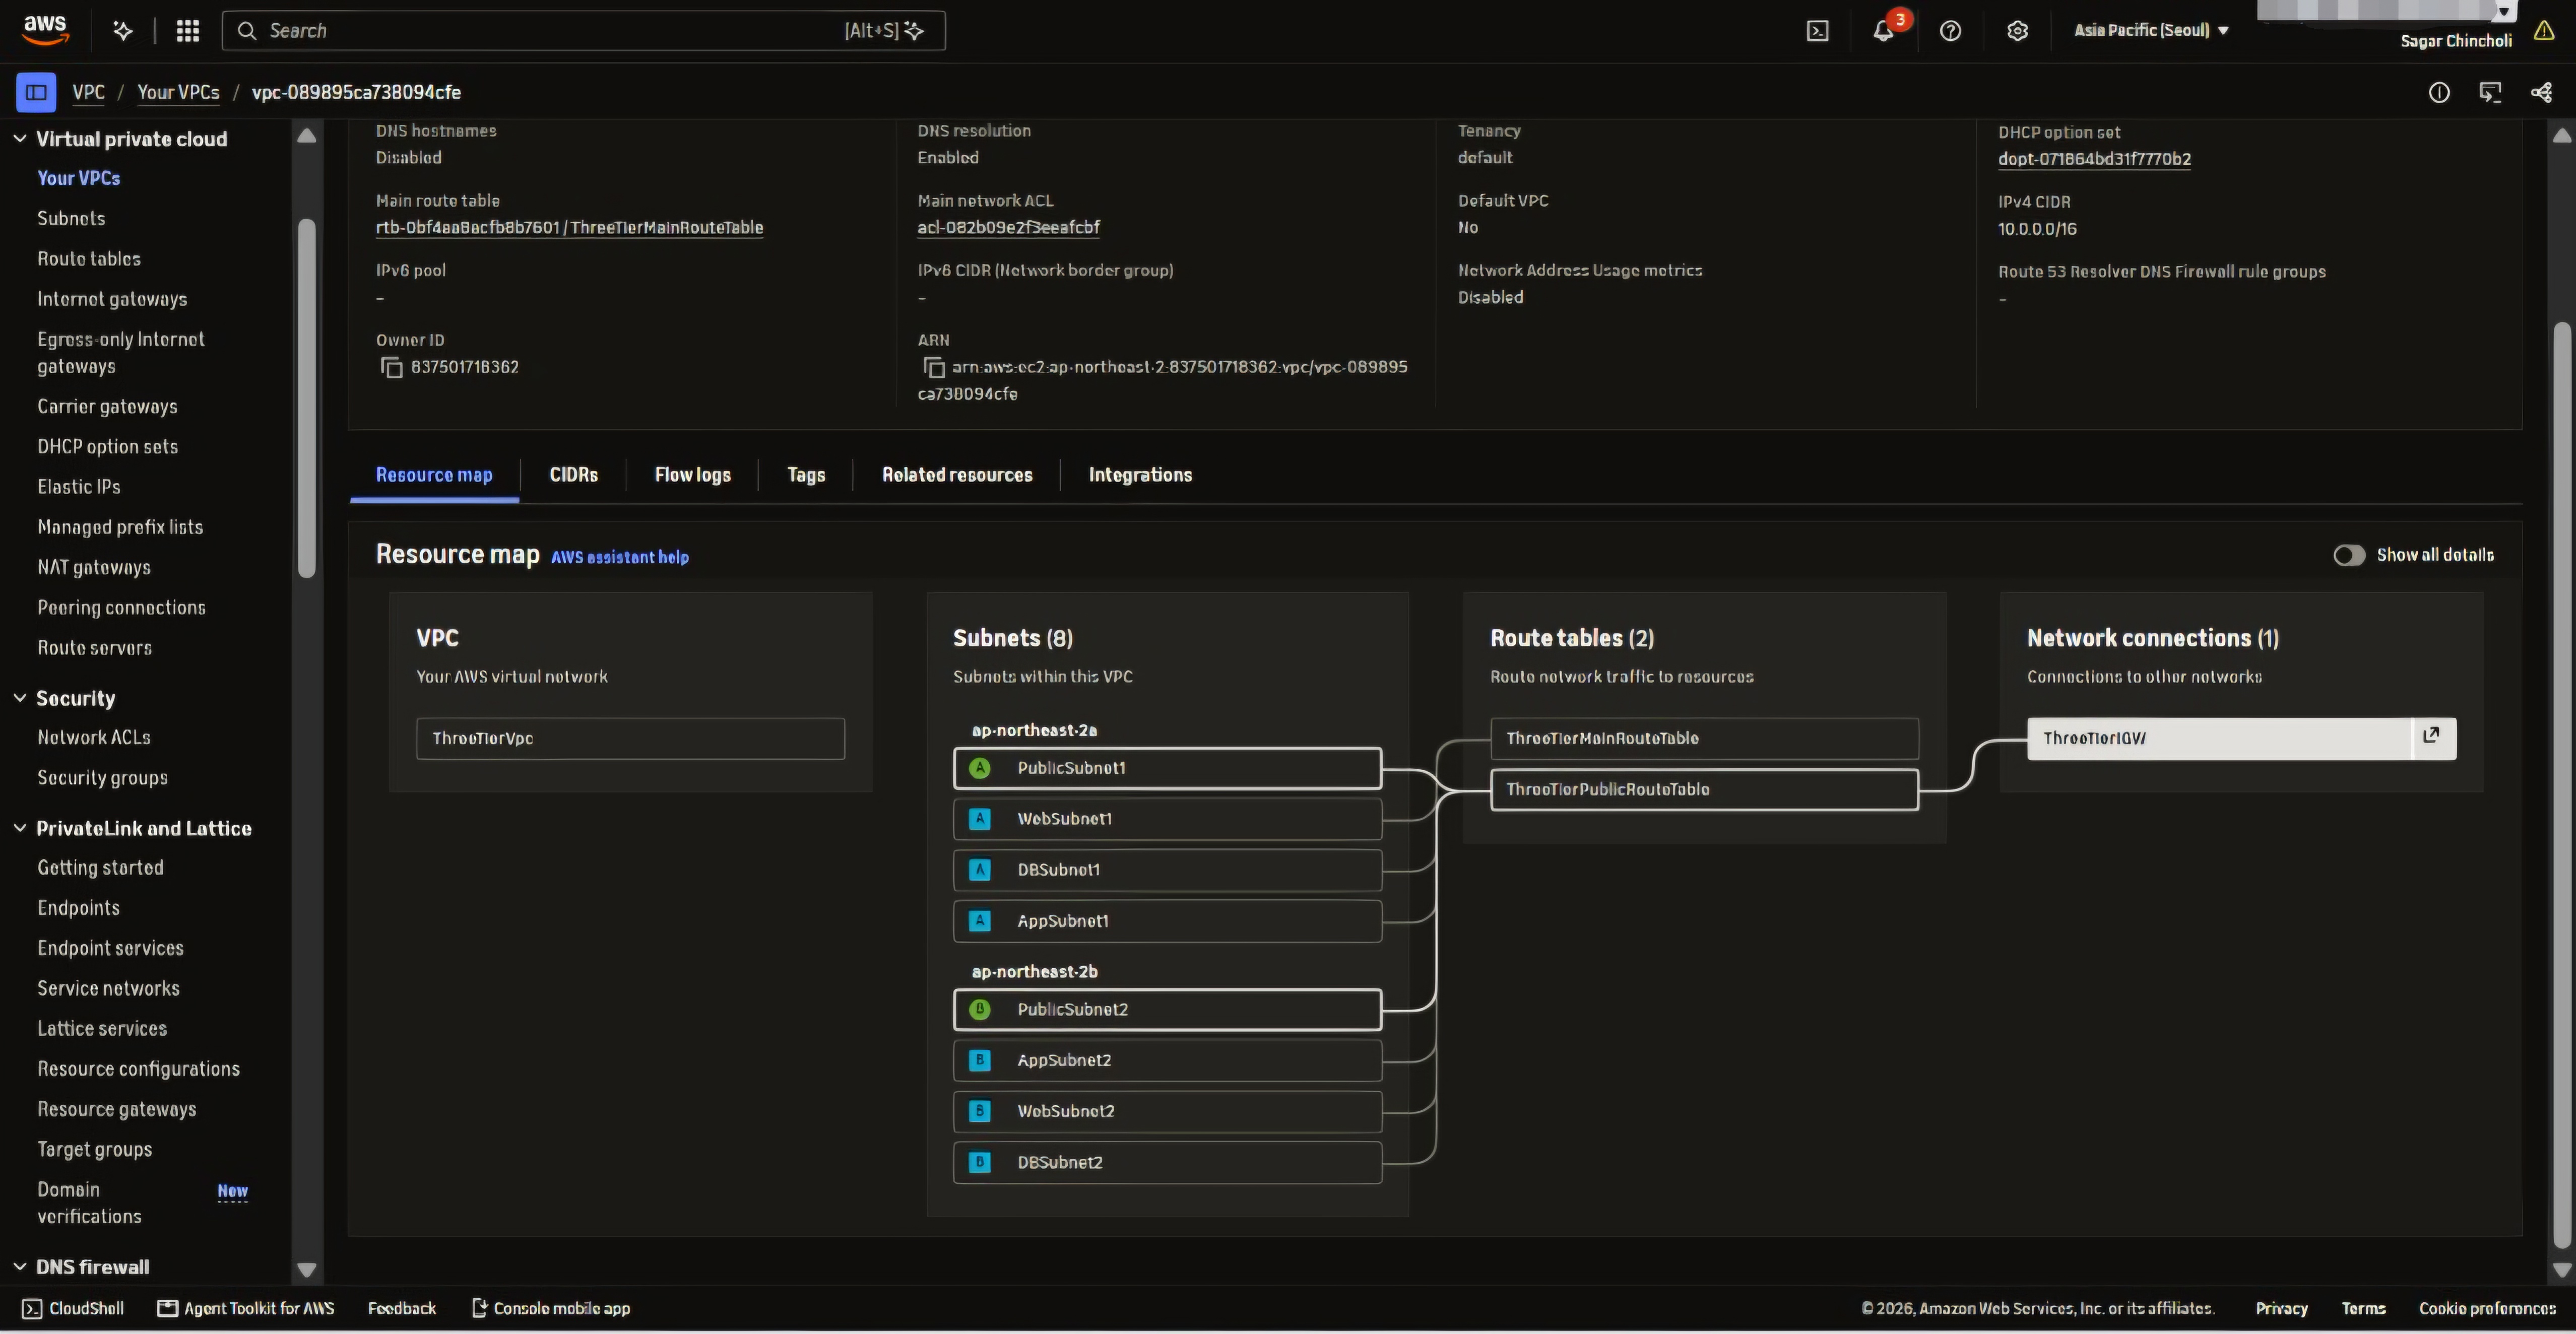 aws
Search
[Alt+S]
3
Asia Pacific (Seoul)
Sagar Chincholi
VPC / Your VPCs / vpc-089895ca738094cfe
Virtual private cloud
Your VPCs
Subnets
Route tables
Internet gateways
Egress-only Internet
gateways
Carrier gateways
DHCP option sets
Elastic IPs
Managed prefix lists
NAT gateways
Peering connections
Route servers
Security
Network ACLs
Security groups
PrivateLink and Lattice
Getting started
Endpoints
Endpoint services
Service networks
Lattice services
Resource configurations
Resource gateways
Target groups
Domain
verifications
New
DNS firewall
DNS hostnames
Disabled
DNS resolution
Enabled
Tenancy
default
DHCP option set
dopt-071864bd31f7770b2
Main route table
rtb-0bf4aa8acfb8b7601 / ThreeTierMainRouteTable
Main network ACL
acl-082b09e2f3eeafcbf
Default VPC
No
IPv4 CIDR
10.0.0.0/16
IPv6 pool
–
IPv6 CIDR (Network border group)
–
Network Address Usage metrics
Disabled
Route 53 Resolver DNS Firewall rule groups
–
Owner ID
837501718362
ARN
arn:aws:ec2:ap-northeast-2:837501718362:vpc/vpc-089895
ca738094cfe
Resource map
CIDRs
Flow logs
Tags
Related resources
Integrations
Resource map AWS assistant help
Show all details
VPC
Your AWS virtual network
ThreeTierVpc
Subnets (8)
Subnets within this VPC
ap-northeast-2a
A PublicSubnet1
A WebSubnet1
A DBSubnet1
A AppSubnet1
ap-northeast-2b
B PublicSubnet2
B AppSubnet2
B WebSubnet2
B DBSubnet2
Route tables (2)
Route network traffic to resources
ThreeTierMainRouteTable
ThreeTierPublicRouteTable
Network connections (1)
Connections to other networks
ThreeTierIGW
CloudShell
Agent Toolkit for AWS
Feedback
Console mobile app
© 2026, Amazon Web Services, Inc. or its affiliates.
Privacy
Terms
Cookie preferences